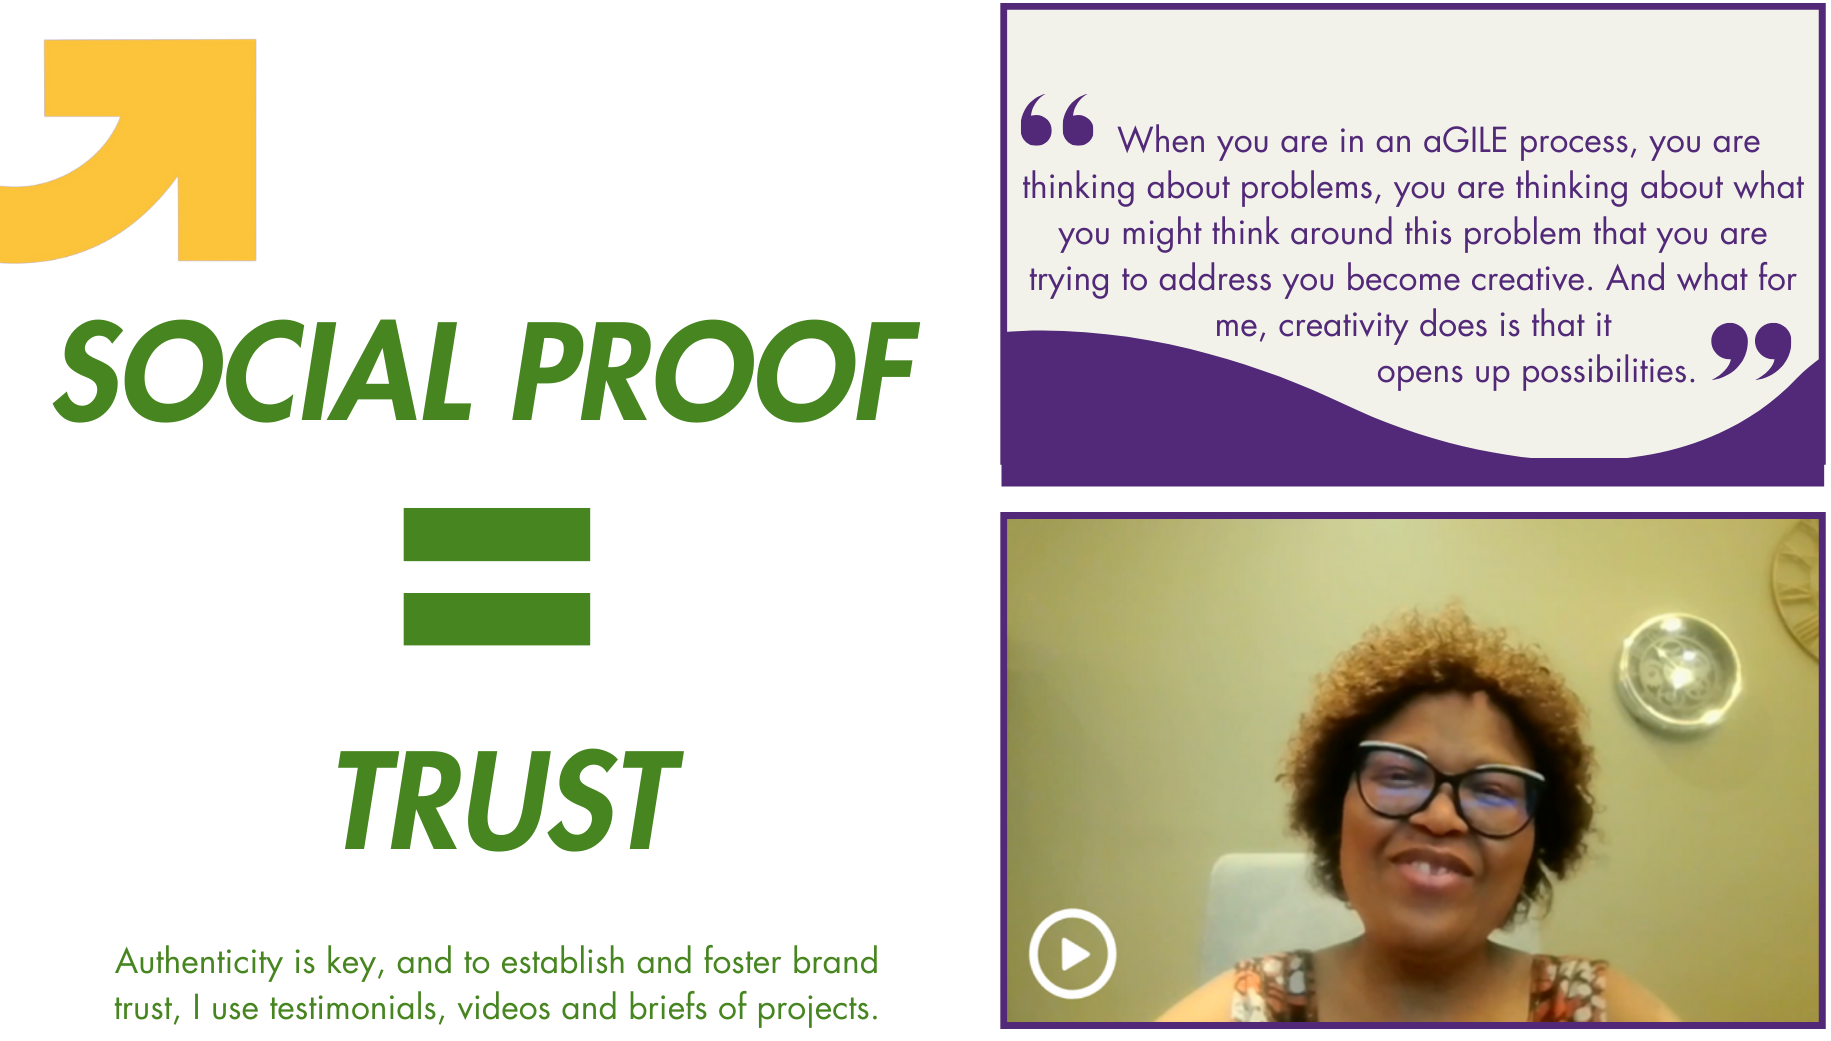 SOCIAL PROOF
=
TRUST
Authenticity is key, and to establish and foster brand
trust, I use testimonials, videos and briefs of projects.
“ When you are in an aGILE process, you are
thinking about problems, you are thinking about what
you might think around this problem that you are
trying to address you become creative. And what for
me, creativity does is that it
opens up possibilities. ”